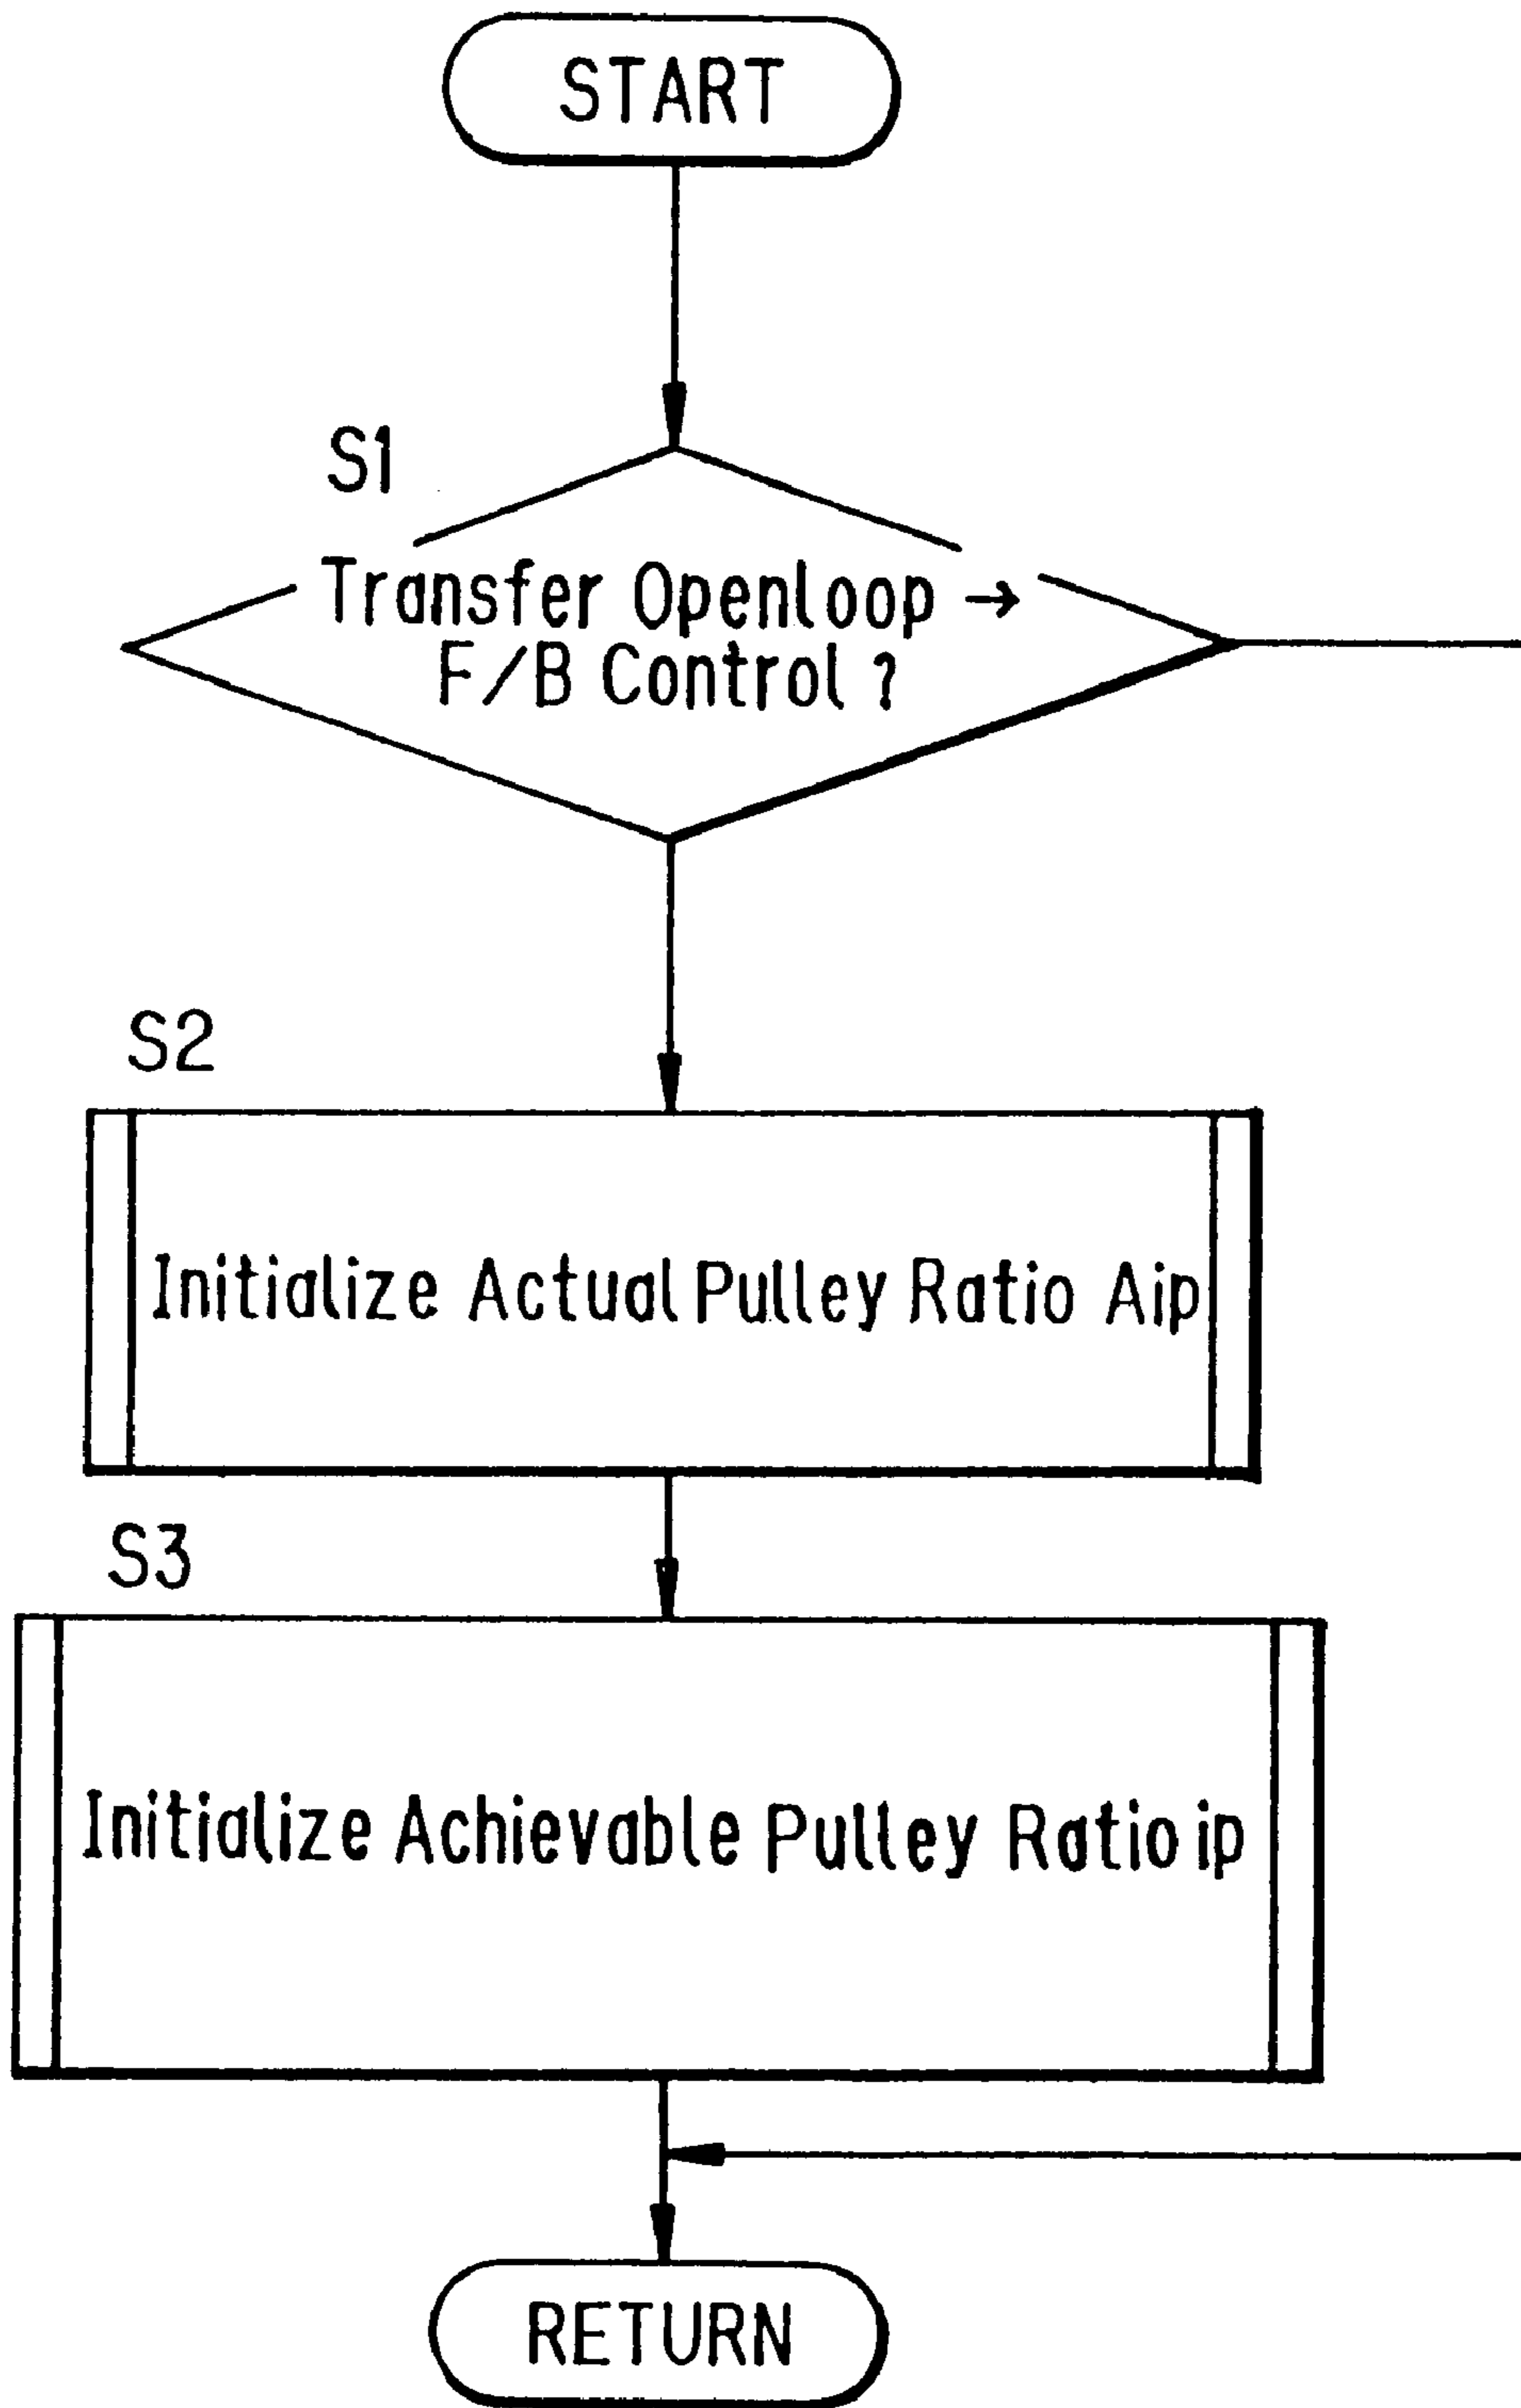 START
S1
Transfer Openloop →
F/B Control ?
S2
Initialize Actual Pulley Ratio Aip
S3
Initialize Achievable Pulley Ratio ip
RETURN